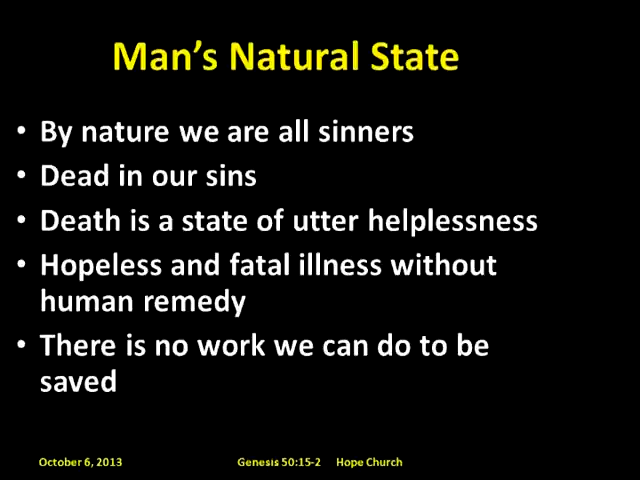 Man’s Natural State
• By nature we are all sinners
• Dead in our sins
• Death is a state of utter helplessness
• Hopeless and fatal illness without
human remedy
• There is no work we can do to be
saved
October 6, 2013 Genesis 50:15-2 Hope Church